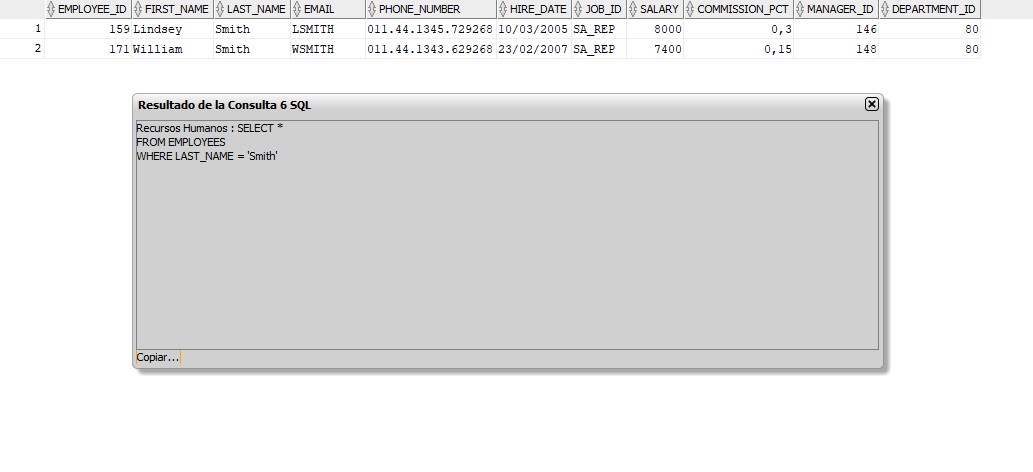 EMPLOYEE_ID FIRST_NAME LAST_NAME EMAIL PHONE_NUMBER HIRE_DATE JOB_ID SALARY COMMISSION_PCT MANAGER_ID DEPARTMENT_ID
1 159 Lindsey Smith LSMITH 011.44.1345.729268 10/03/2005 SA_REP 8000 0,3 146 80
2 171 William Smith WSMITH 011.44.1343.629268 23/02/2007 SA_REP 7400 0,15 148 80
Resultado de la Consulta 6 SQL
Recursos Humanos : SELECT *
FROM EMPLOYEES
WHERE LAST_NAME = 'Smith'
Copiar...